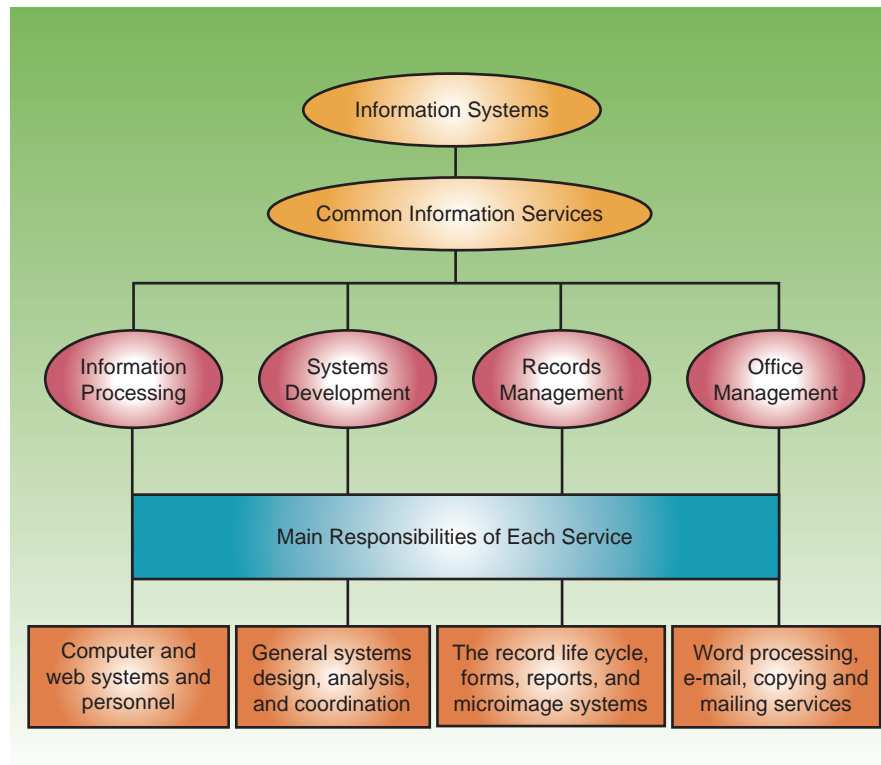 Information Systems
Common Information Services
Information
Processing
Systems
Development
Records
Management
Office
Management
Main Responsibilities of Each Service
Computer and
web systems and
personnel
General systems
design, analysis,
and coordination
The record life cycle,
forms, reports, and
microimage systems
Word processing,
e-mail, copying and
mailing services